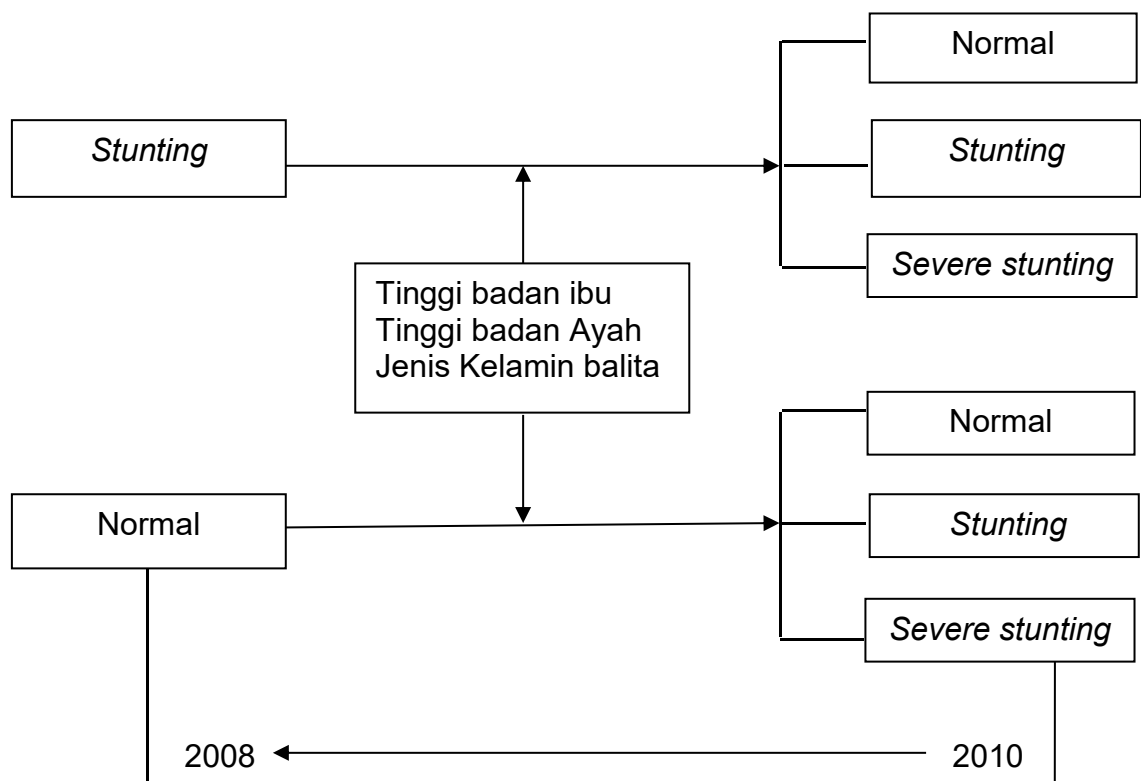 Normal
Stunting
Stunting
Severe stunting
Tinggi badan ibu
Tinggi badan Ayah
Jenis Kelamin balita
Normal
Normal
Stunting
Severe stunting
2008
2010